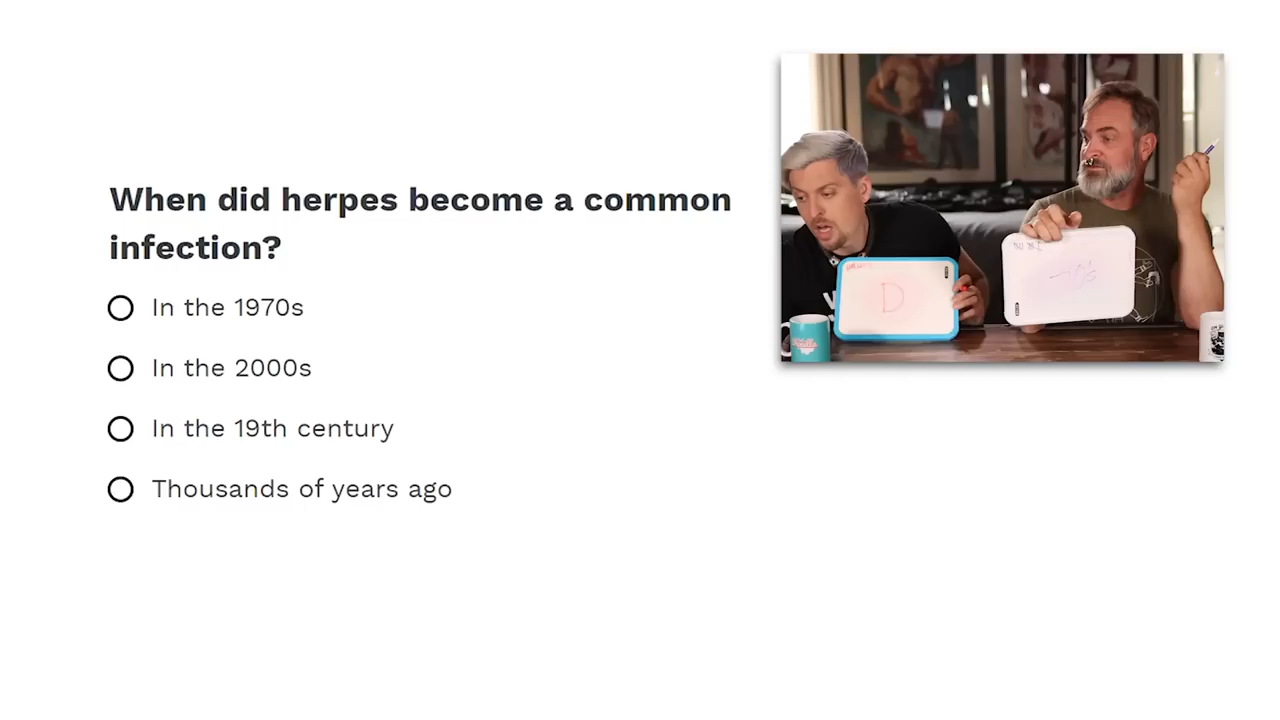 When did herpes become a common
infection?
In the 1970s
In the 2000s
In the 19th century
Thousands of years ago
D